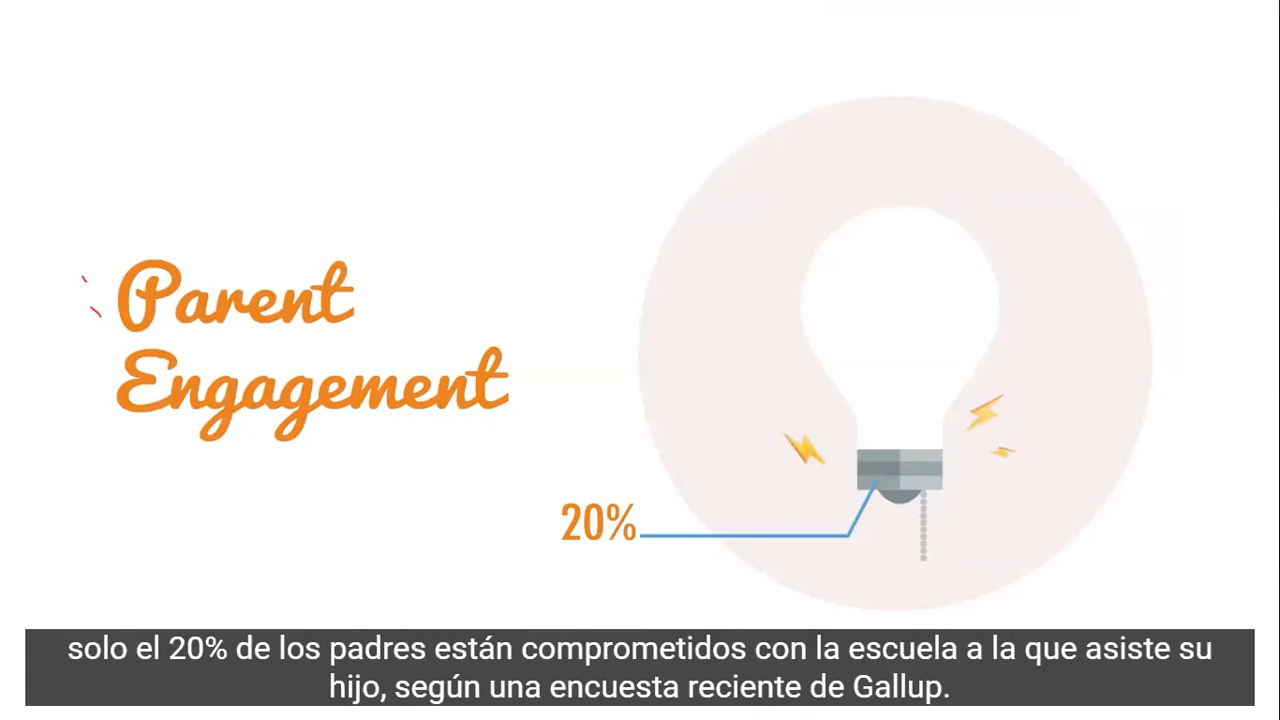 Parent
Engagement
20%
solo el 20% de los padres están comprometidos con la escuela a la que asiste su
hijo, según una encuesta reciente de Gallup.